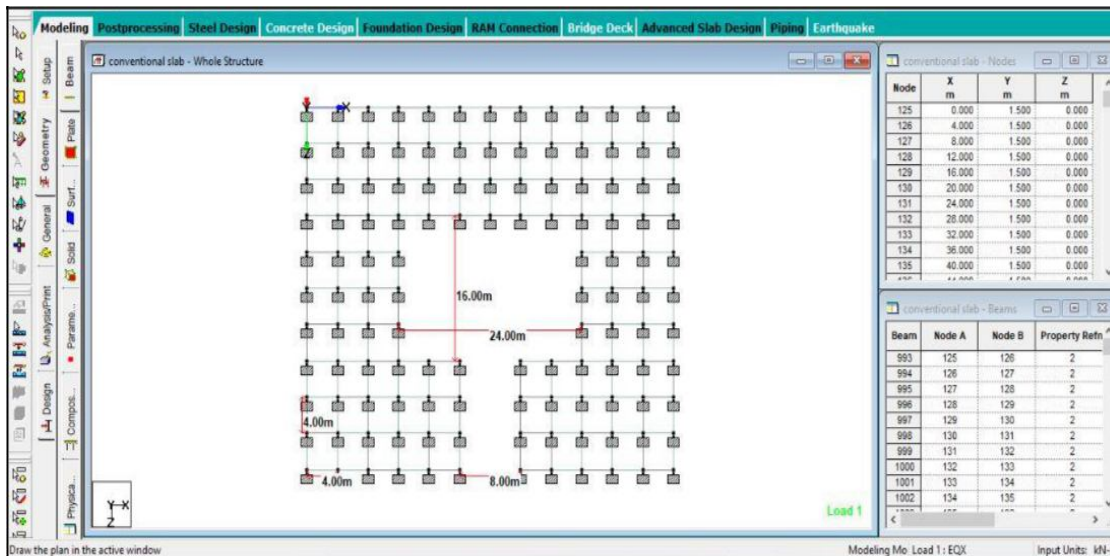 Modeling Postprocessing Steel Design Concrete Design Foundation Design RAM Connection Bridge Deck Advanced Slab Design Piping Earthquake
Setup
Geometry
General
Analysis/Print
Design
Beam
Plate
Surf...
Solid
Parame...
Compos...
Physica...
conventional slab - Whole Structure
X
Y
Z
16.00m
24.00m
4.00m
4.00m
8.00m
Y X
Z
Load 1
conventional slab - Nodes
Node X m Y m Z m
125 0.000 1.500 0.000
126 4.000 1.500 0.000
127 8.000 1.500 0.000
128 12.000 1.500 0.000
129 16.000 1.500 0.000
130 20.000 1.500 0.000
131 24.000 1.500 0.000
132 28.000 1.500 0.000
133 32.000 1.500 0.000
134 36.000 1.500 0.000
135 40.000 1.500 0.000
conventional slab - Beams
Beam Node A Node B Property Refn
993 125 126 2
994 126 127 2
995 127 128 2
996 128 129 2
997 129 130 2
998 130 131 2
999 131 132 2
1000 132 133 2
1001 133 134 2
1002 134 135 2
Draw the plan in the active window
Modeling Mo Load 1 : EQX Input Units: kN-